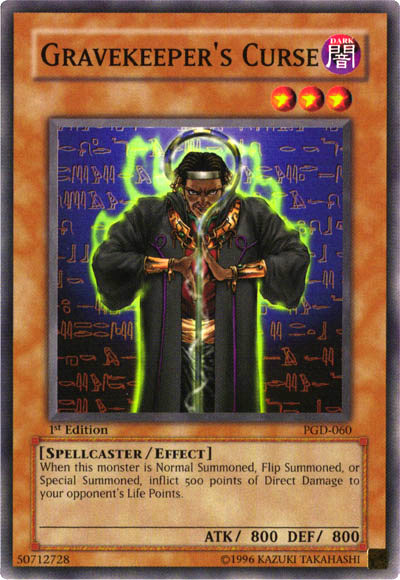 GRAVEKEEPER'S CURSE
DARK
闇
1st Edition
PGD-060
[SPELLCASTER/EFFECT]
When this monster is Normal Summoned, Flip Summoned, or
Special Summoned, inflict 500 points of Direct Damage to
your opponent's Life Points.
ATK/ 800 DEF/ 800
50712728
©1996 KAZUKI TAKAHASHI